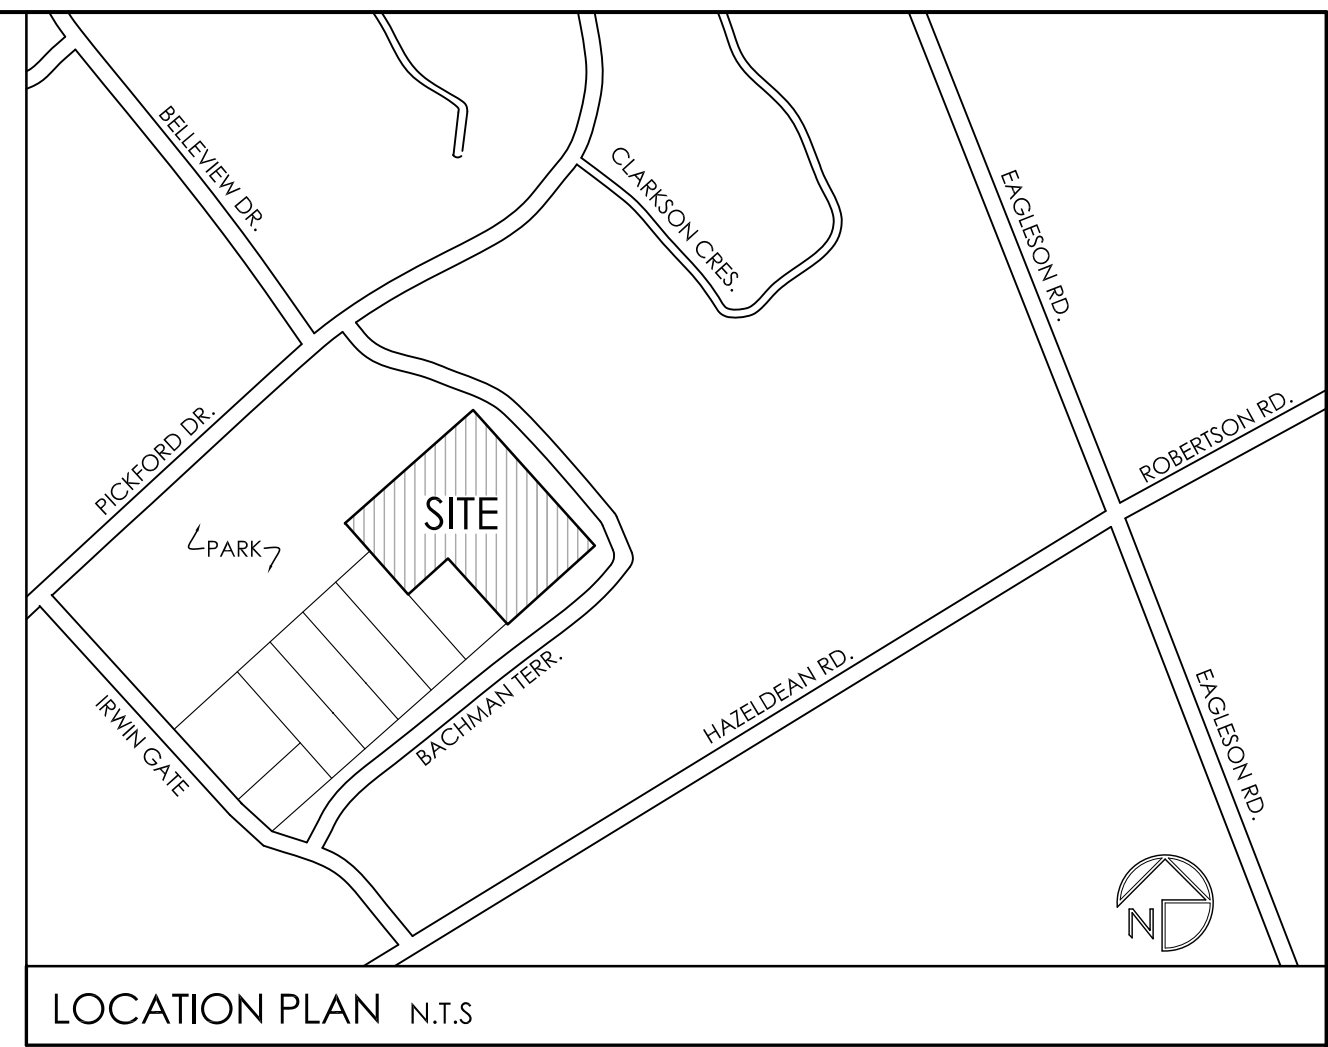 BELLEVIEW DR.
CLARKSON CRES.
EAGLESON RD.
ROBERTSON RD.
PICKFORD DR.
SITE
PARK
HAZELDEAN RD.
BACHMAN TERR.
IRWIN GATE
EAGLESON RD.
N
LOCATION PLAN N.T.S